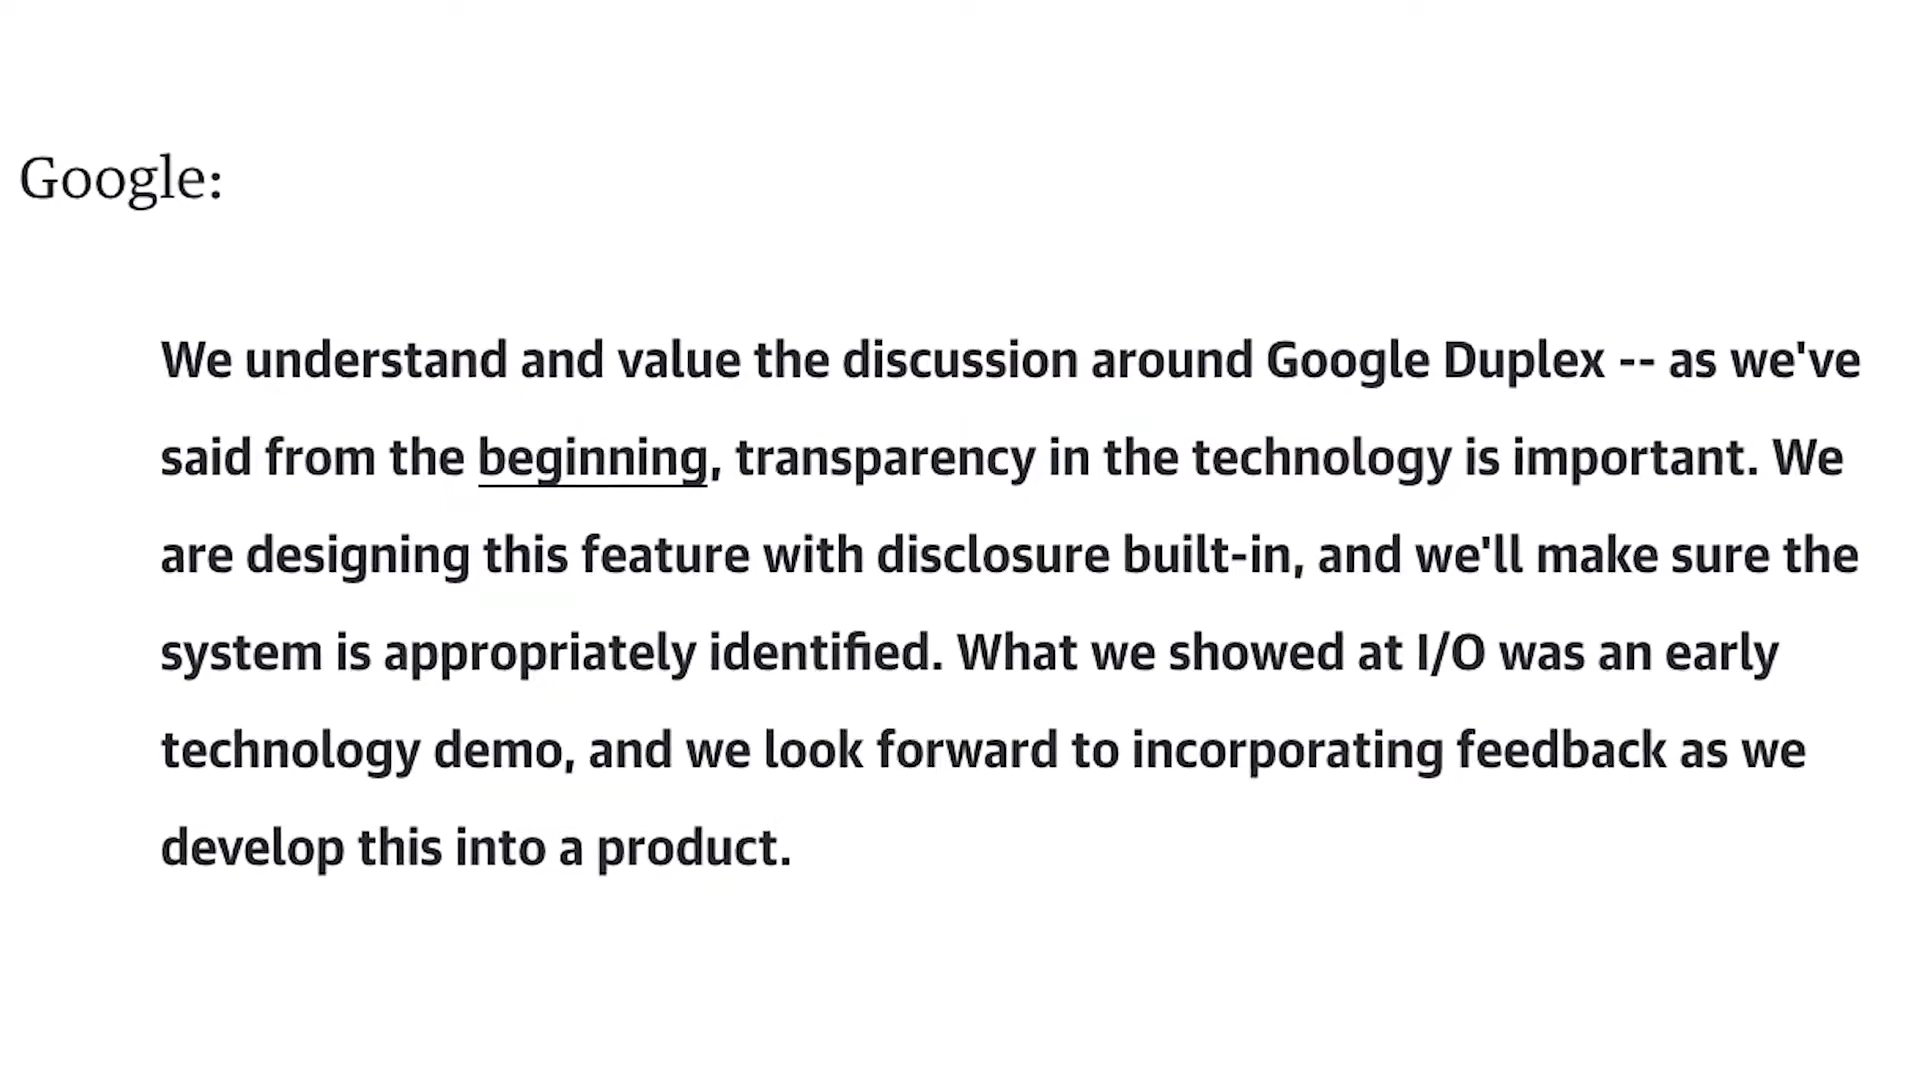 Google:
We understand and value the discussion around Google Duplex -- as we've
said from the beginning, transparency in the technology is important. We
are designing this feature with disclosure built-in, and we'll make sure the
system is appropriately identified. What we showed at I/O was an early
technology demo, and we look forward to incorporating feedback as we
develop this into a product.